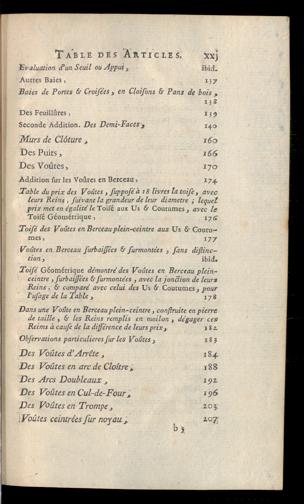 TABLE DES ARTICLES. xxj
Evaluation d'un Seuil ou Appui, ibid.
Autres Baies, 137
Baies de Portes & Croisées, en Cloisons & Pans de bois,
138
Des Feuillûres, 139
Seconde Addition. Des Demi-Faces, 140
Murs de Clôture, 160
Des Puits, 166
Des Voûtes, 170
Addition sur les Voûtes en Berceau, 174
Table du prix des Voûtes, supposé à 18 livres la toise, avec
leurs Reins, suivant la grandeur de leur diametre ; lequel
prix met en égalité le Toisé aux Us & Coutumes, avec le
Toisé Géométrique, 176
Toisé des Voûtes en Berceau plein-ceintre aux Us & Coutu-
mes, 177
Voûtes en Berceau surbaissées & surmontées, sans distinc-
tion, ibid.
Toisé Géométrique démontré des Voûtes en Berceau plein-
ceintre, surbaissées & surmontées, avec la jonction de leurs
Reins, & comparé avec celui des Us & Coutumes, pour
l'usage de la Table, 178
Dans une Voûte en Berceau plein-ceintre, construite en pierre
de taille, & les Reins remplis en moilon, dégager ces
Reins à cause de la différence de leurs prix, 182
Observations particulieres sur les Voûtes, 183
Des Voûtes d'Arrête, 184
Des Voûtes en arc de Cloître, 188
Des Arcs Doubleaux, 192
Des Voûtes en Cul-de-Four, 196
Des Voûtes en Trompe, 203
Voûtes ceintrées sur noyau, 207
b 3